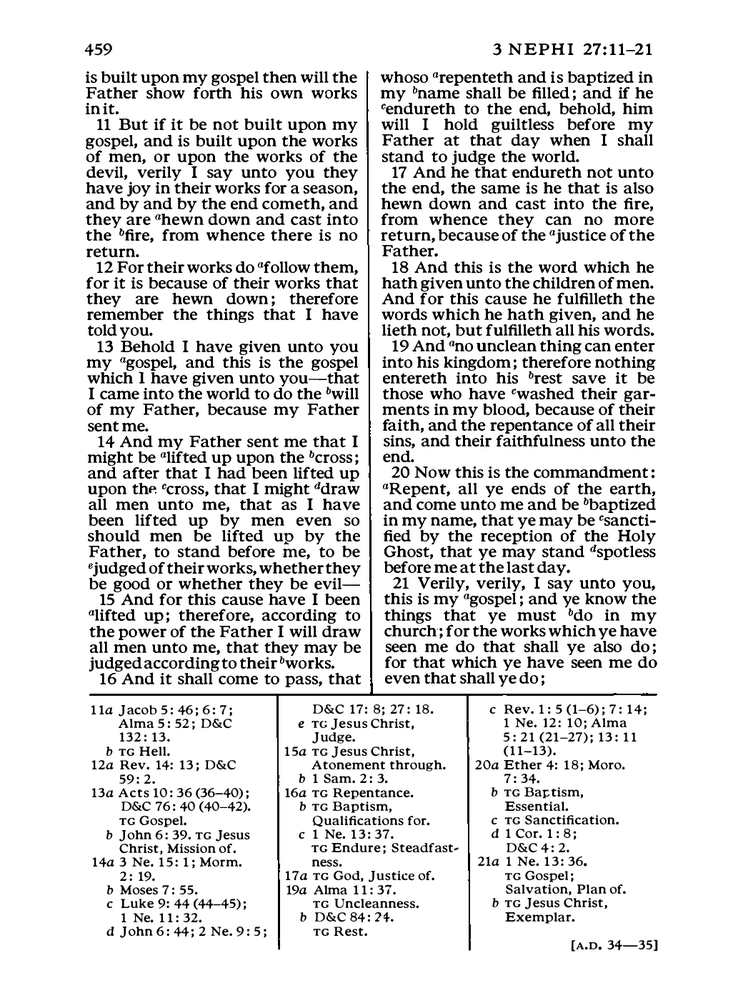 459
3 NEPHI 27:11–21
is built upon my gospel then will the
Father show forth his own works
in it.
11 But if it be not built upon my
gospel, and is built upon the works
of men, or upon the works of the
devil, verily I say unto you they
have joy in their works for a season,
and by and by the end cometh, and
they are ᵃhewn down and cast into
the ᵇfire, from whence there is no
return.
12 For their works do ᵃfollow them,
for it is because of their works that
they are hewn down; therefore
remember the things that I have
told you.
13 Behold I have given unto you
my ᵃgospel, and this is the gospel
which I have given unto you—that
I came into the world to do the ᵇwill
of my Father, because my Father
sent me.
14 And my Father sent me that I
might be ᵃlifted up upon the ᵇcross;
and after that I had been lifted up
upon the ᶜcross, that I might ᵈdraw
all men unto me, that as I have
been lifted up by men even so
should men be lifted up by the
Father, to stand before me, to be
ᵉjudged of their works, whether they
be good or whether they be evil—
15 And for this cause have I been
ᵃlifted up; therefore, according to
the power of the Father I will draw
all men unto me, that they may be
judged according to their ᵇworks.
16 And it shall come to pass, that
whoso ᵃrepenteth and is baptized in
my ᵇname shall be filled; and if he
ᶜendureth to the end, behold, him
will I hold guiltless before my
Father at that day when I shall
stand to judge the world.
17 And he that endureth not unto
the end, the same is he that is also
hewn down and cast into the fire,
from whence they can no more
return, because of the ᵃjustice of the
Father.
18 And this is the word which he
hath given unto the children of men.
And for this cause he fulfilleth the
words which he hath given, and he
lieth not, but fulfilleth all his words.
19 And ᵃno unclean thing can enter
into his kingdom; therefore nothing
entereth into his ᵇrest save it be
those who have ᶜwashed their gar-
ments in my blood, because of their
faith, and the repentance of all their
sins, and their faithfulness unto the
end.
20 Now this is the commandment:
ᵃRepent, all ye ends of the earth,
and come unto me and be ᵇbaptized
in my name, that ye may be ᶜsancti-
fied by the reception of the Holy
Ghost, that ye may stand ᵈspotless
before me at the last day.
21 Verily, verily, I say unto you,
this is my ᵃgospel; and ye know the
things that ye must ᵇdo in my
church; for the works which ye have
seen me do that shall ye also do;
for that which ye have seen me do
even that shall ye do;
11a Jacob 5:46; 6:7;
Alma 5:52; D&C
132:13.
b TG Hell.
12a Rev. 14:13; D&C
59:2.
13a Acts 10:36 (36–40);
D&C 76:40 (40–42).
TG Gospel.
b John 6:39. TG Jesus
Christ, Mission of.
14a 3 Ne. 15:1; Morm.
2:19.
b Moses 7:55.
c Luke 9:44 (44–45);
1 Ne. 11:32.
d John 6:44; 2 Ne. 9:5;
D&C 17:8; 27:18.
e TG Jesus Christ,
Judge.
15a TG Jesus Christ,
Atonement through.
b 1 Sam. 2:3.
16a TG Repentance.
b TG Baptism,
Qualifications for.
c 1 Ne. 13:37.
TG Endure; Steadfast-
ness.
17a TG God, Justice of.
19a Alma 11:37.
TG Uncleanness.
b D&C 84:24.
TG Rest.
c Rev. 1:5 (1–6); 7:14;
1 Ne. 12:10; Alma
5:21 (21–27); 13:11
(11–13).
20a Ether 4:18; Moro.
7:34.
b TG Baptism,
Essential.
c TG Sanctification.
d 1 Cor. 1:8;
D&C 4:2.
21a 1 Ne. 13:36.
TG Gospel;
Salvation, Plan of.
b TG Jesus Christ,
Exemplar.
[A.D. 34—35]